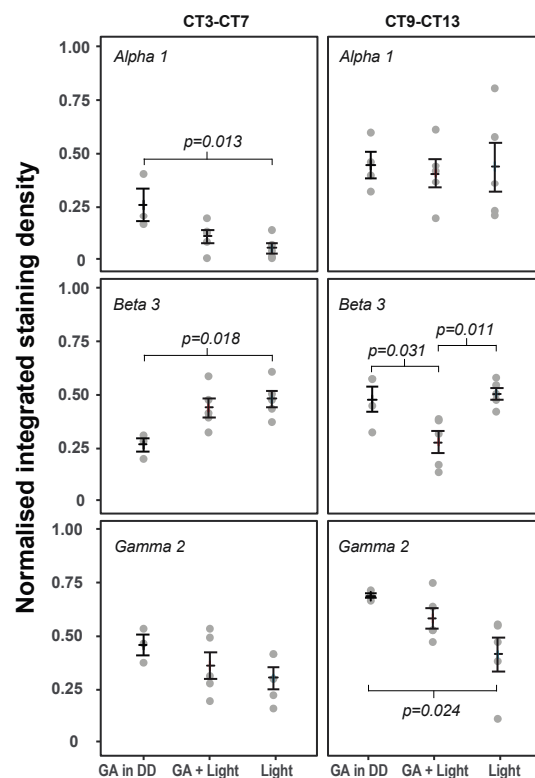 CT3-CT7
CT9-CT13
Normalised integrated staining density
1.00
Alpha 1
Alpha 1
0.75
0.50
p=0.013
0.25
0
1.00
Beta 3
Beta 3
0.75
p=0.018
p=0.031
p=0.011
0.50
0.25
0
1.00
Gamma 2
Gamma 2
0.75
0.50
0.25
p=0.024
0
GA in DD GA + Light Light
GA in DD GA + Light Light